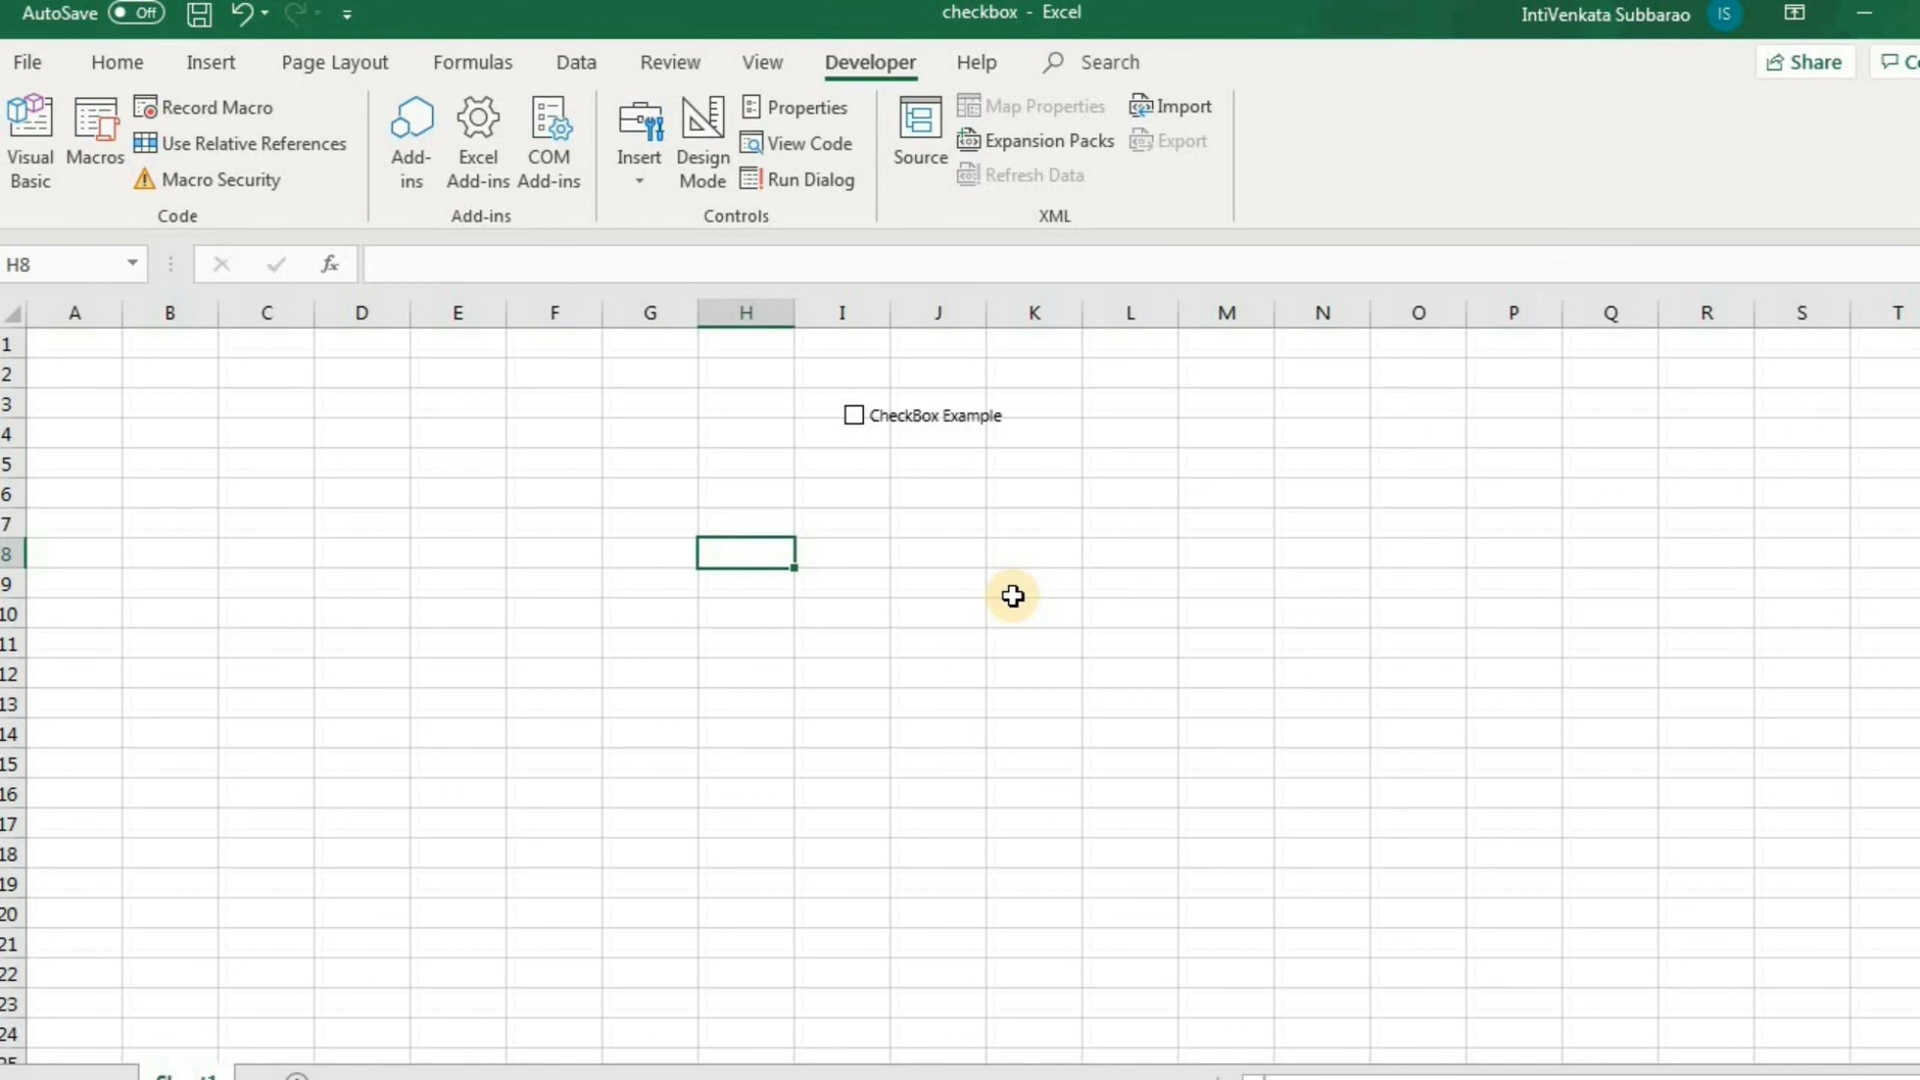 AutoSave Off
checkbox - Excel
IntiVenkata Subbarao IS
File Home Insert Page Layout Formulas Data Review View Developer Help Search
Share
Visual Basic
Macros
Record Macro
Use Relative References
Macro Security
Code
Add-ins
Excel Add-ins
COM Add-ins
Add-ins
Insert
Design Mode
Properties
View Code
Run Dialog
Controls
Source
Map Properties
Expansion Packs
Refresh Data
Import
Export
XML
H8
fx
A B C D E F G H I J K L M N O P Q R S T
1
2
3
CheckBox Example
4
5
6
7
8
9
10
11
12
13
14
15
16
17
18
19
20
21
22
23
24
25